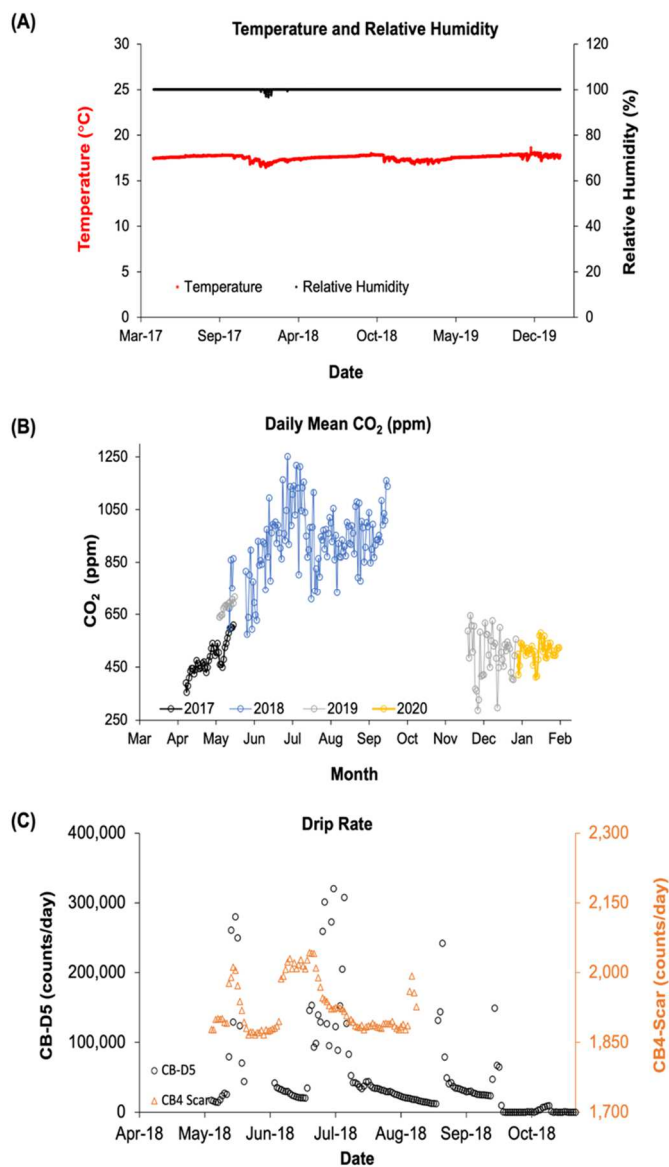 (A)
Temperature and Relative Humidity
30
25
20
15
10
5
0
Temperature (°C)
120
100
80
60
40
20
0
Relative Humidity (%)
Temperature
Relative Humidity
Mar-17 Sep-17 Apr-18 Oct-18 May-19 Dec-19
Date
(B)
Daily Mean CO₂ (ppm)
1250
1050
850
650
450
250
CO₂ (ppm)
2017 2018 2019 2020
Mar Apr May Jun Jul Aug Sep Oct Nov Dec Jan Feb
Month
(C)
Drip Rate
400,000
300,000
200,000
100,000
0
CB-D5 (counts/day)
2,300
2,150
2,000
1,850
1,700
CB4-Scar (counts/day)
CB-D5
CB4 Scar
Apr-18 May-18 Jun-18 Jul-18 Aug-18 Sep-18 Oct-18
Date